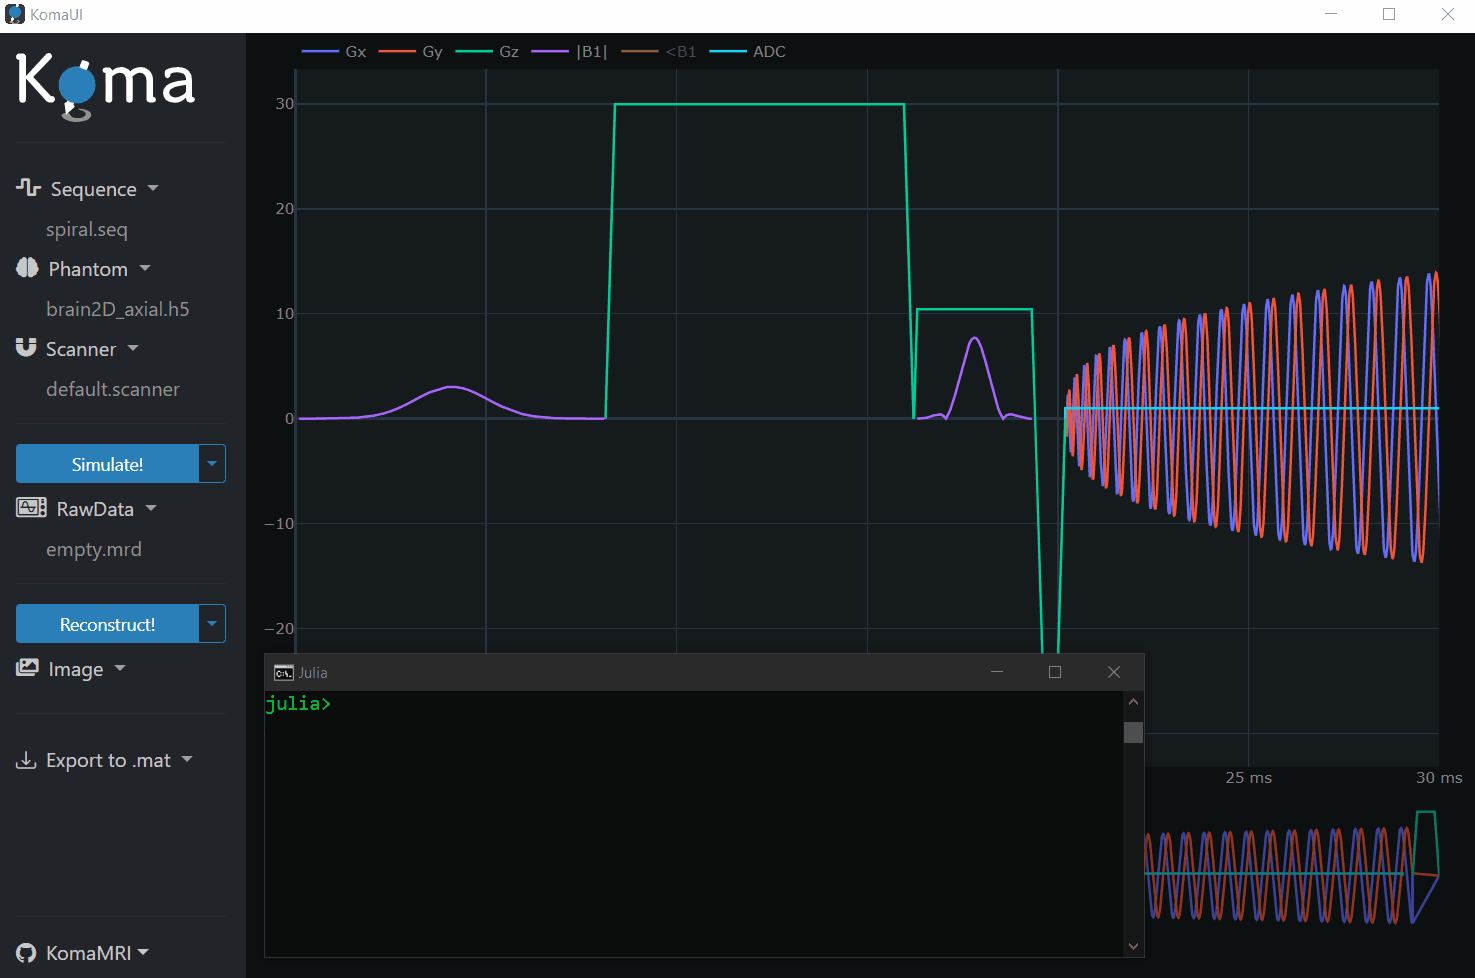 KomaUI
Koma
Gx Gy Gz |B1| <B1 ADC
Sequence
spiral.seq
Phantom
brain2D_axial.h5
Scanner
default.scanner
Simulate!
RawData
empty.mrd
Reconstruct!
Image
Export to .mat
KomaMRI
30
20
10
0
−10
−20
25 ms 30 ms
C:\.
Julia
julia>